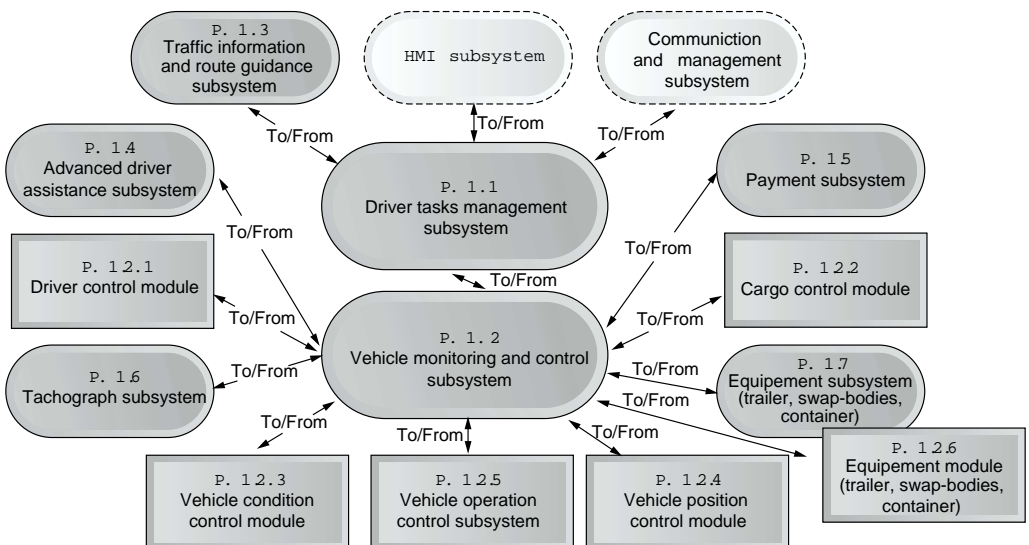 P. 1.3
Traffic information
and route guidance
subsystem
HMI subsystem
Communiction
and management
subsystem
To/From
To/From
To/From
P. 1.4
Advanced driver
assistance subsystem
P. 1.1
Driver tasks management
subsystem
P. 1.5
Payment subsystem
To/From
To/From
P. 1.2.1
Driver control module
P. 1.2.2
Cargo control module
To/From
To/From
To/From
P. 1.2
Vehicle monitoring and control
subsystem
P. 1.6
Tachograph subsystem
To/From
To/From
P. 1.7
Equipement subsystem
(trailer, swap-bodies,
container)
To/From
To/From
To/From
To/From
P. 1.2.3
Vehicle condition
control module
P. 1.2.5
Vehicle operation
control subsystem
P. 1.2.4
Vehicle position
control module
P. 1.2.6
Equipement module
(trailer, swap-bodies,
container)